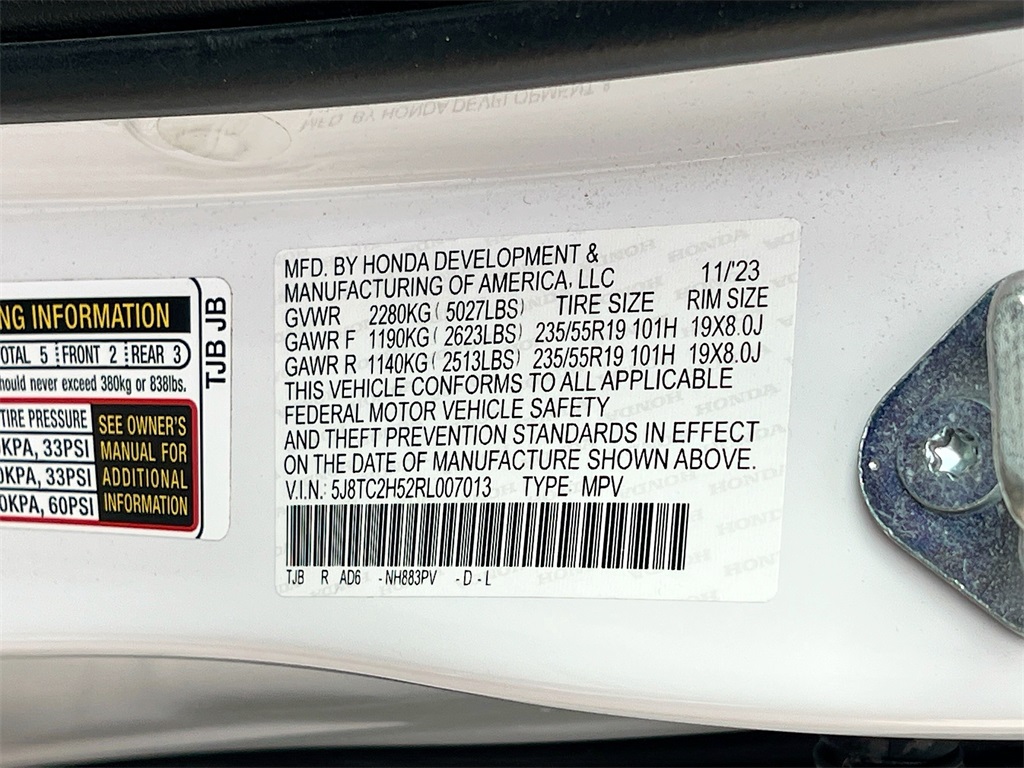 MFD. BY HONDA DEVELOPMENT &
MANUFACTURING OF AMERICA, LLC 11/'23
GVWR 2280KG ( 5027LBS) TIRE SIZE RIM SIZE
GAWR F 1190KG ( 2623LBS) 235/55R19 101H 19X8.0J
GAWR R 1140KG ( 2513LBS) 235/55R19 101H 19X8.0J
THIS VEHICLE CONFORMS TO ALL APPLICABLE
FEDERAL MOTOR VEHICLE SAFETY
AND THEFT PREVENTION STANDARDS IN EFFECT
ON THE DATE OF MANUFACTURE SHOWN ABOVE.
V.I.N.: 5J8TC2H52RL007013 TYPE MPV
TJB R AD6 -NH883PV -D-L
NG INFORMATION
OTAL 5 FRONT 2 REAR 3
hould never exceed 380kg or 838lbs.
TIRE PRESSURE
KPA, 33PSI
KPA, 33PSI
0KPA, 60PSI
SEE OWNER'S
MANUAL FOR
ADDITIONAL
INFORMATION
TJB JB
HONDA